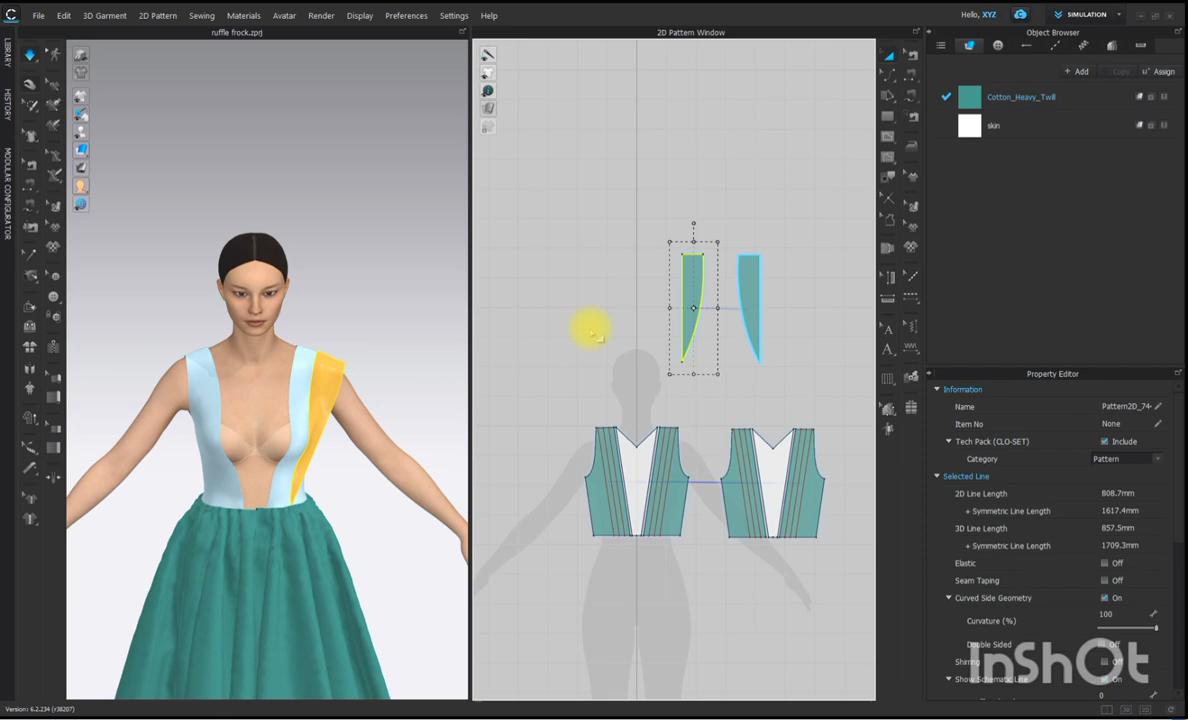 File Edit 3D Garment 2D Pattern Sewing Materials Avatar Render Display Preferences Settings Help
Hello, XYZ
SIMULATION
ruffle frock.zprj
2D Pattern Window
Object Browser
LIBRARY
HISTORY
MODULAR CONFIGURATOR
+ Add
Copy
Assign
Cotton_Heavy_Twill
skin
Property Editor
Information
Name Pattern2D_74
Item No None
Tech Pack (CLO-SET) Include
Category Pattern
Selected Line
2D Line Length 808.7mm
+ Symmetric Line Length 1617.4mm
3D Line Length 857.5mm
+ Symmetric Line Length 1709.3mm
Elastic Off
Seam Taping Off
Curved Side Geometry On
Curvature (%) 100
Double Sided Off
Shirring Off
Show Schematic Line On
0
InShOt
Version: 6.2.234 (r38207)
3D
2D